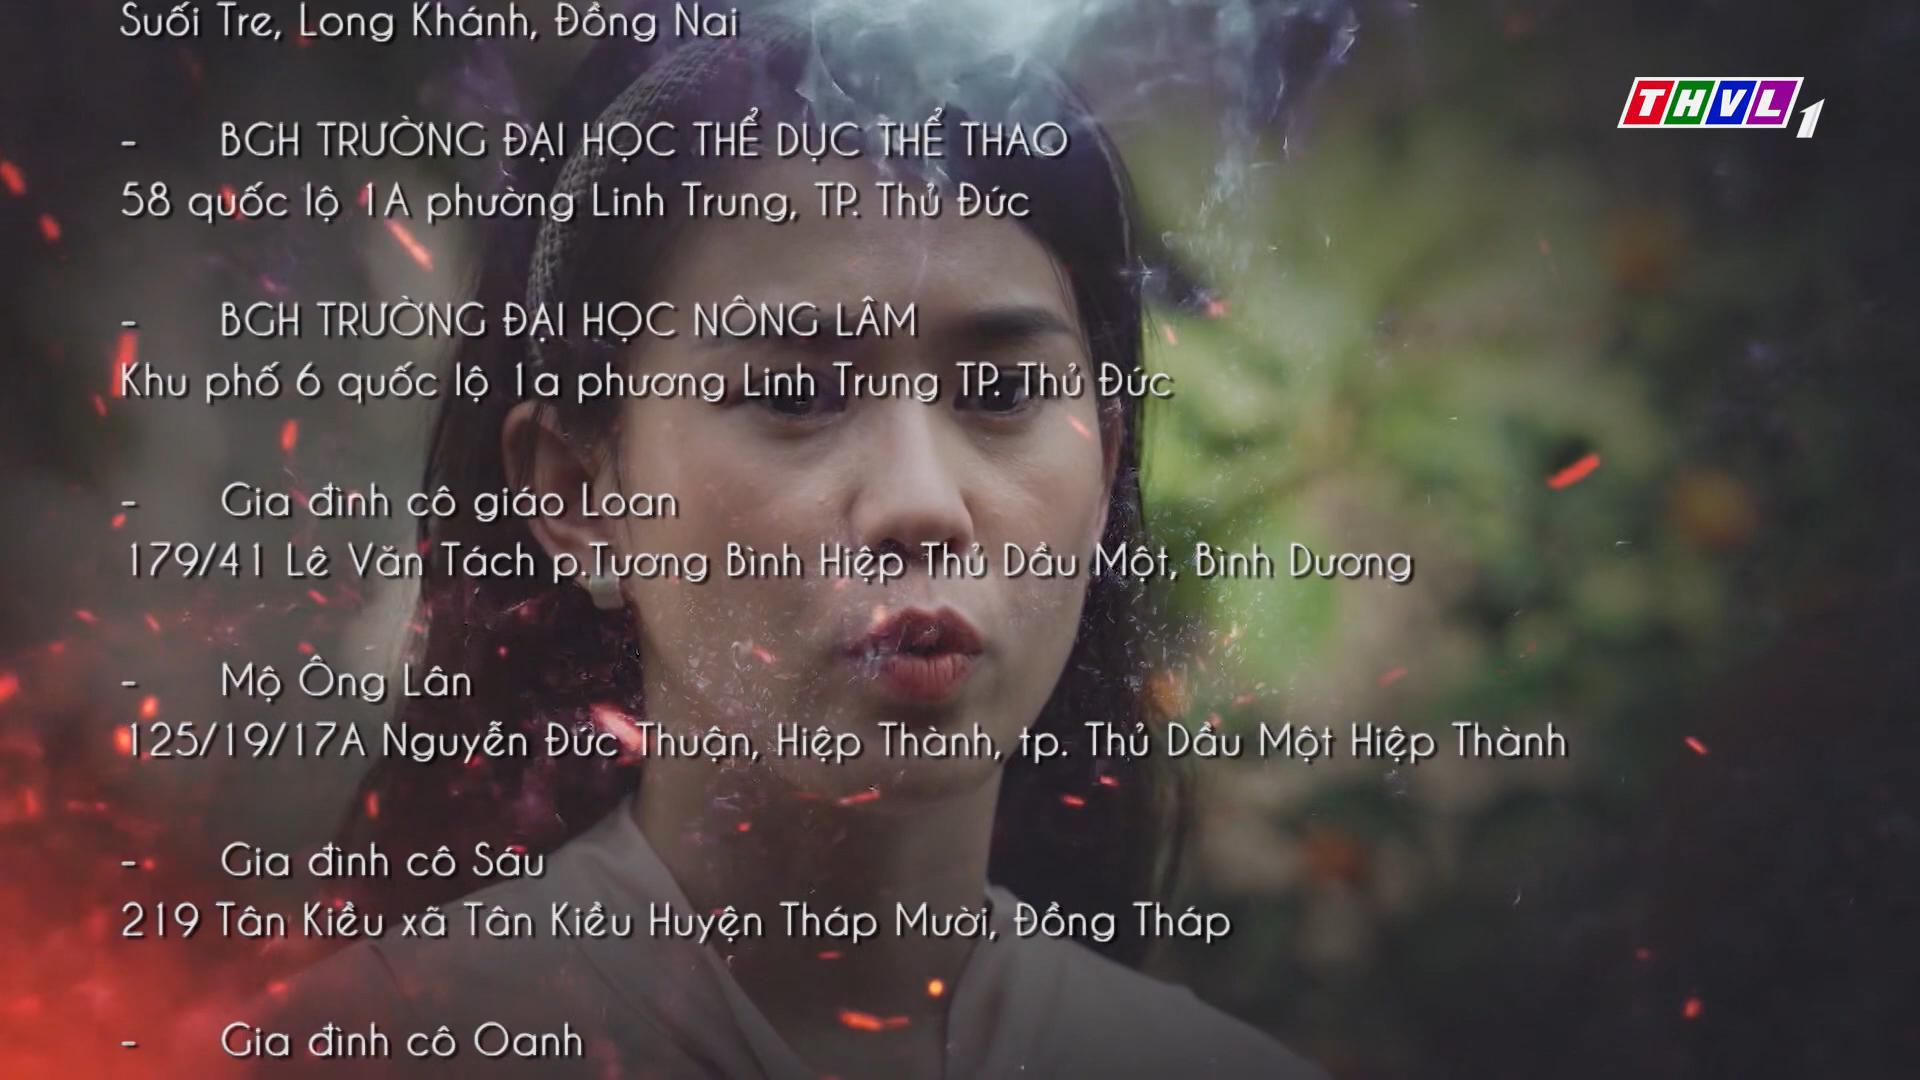 Suối Tre, Long Khánh, Đồng Nai
THVL1
- BGH TRƯỜNG ĐẠI HỌC THỂ DỤC THỂ THAO
58 quốc lộ 1A phường Linh Trung, TP. Thủ Đức
- BGH TRƯỜNG ĐẠI HỌC NÔNG LÂM
Khu phố 6 quốc lộ 1a phương Linh Trung TP. Thủ Đức
- Gia đình cô giáo Loan
179/41 Lê Văn Tách p.Tương Bình Hiệp Thủ Dầu Một, Bình Dương
- Mộ Ông Lân
125/19/17A Nguyễn Đức Thuận, Hiệp Thành, tp. Thủ Dầu Một Hiệp Thành
- Gia đình cô Sáu
219 Tân Kiều xã Tân Kiều Huyện Tháp Mười, Đồng Tháp
- Gia đình cô Oanh